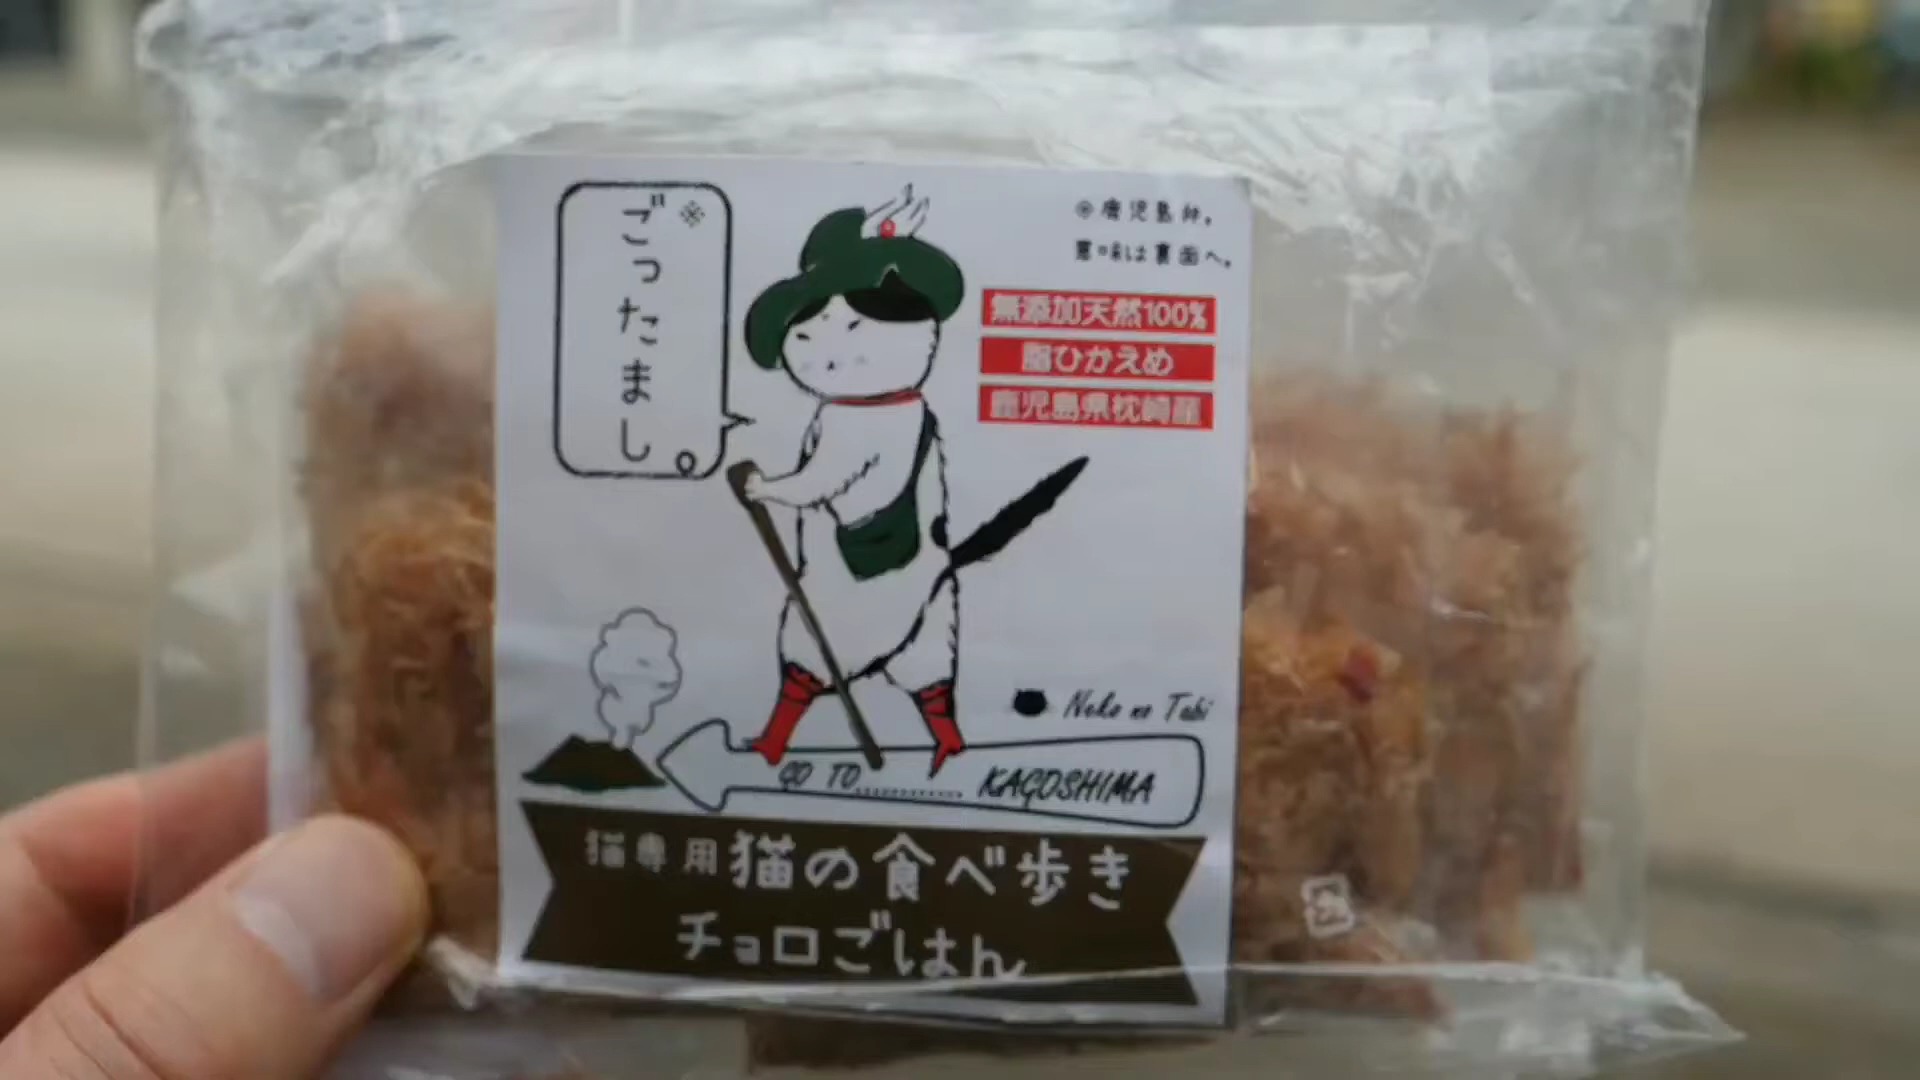 ※ごったまし。
※鹿児島弁。
意味は裏面へ。
無添加天然100%
脂ひかえめ
鹿児島県枕崎産
Neko no Tabi
GO TO............ KAGOSHIMA
猫専用 猫の食べ歩き
チョロごはん